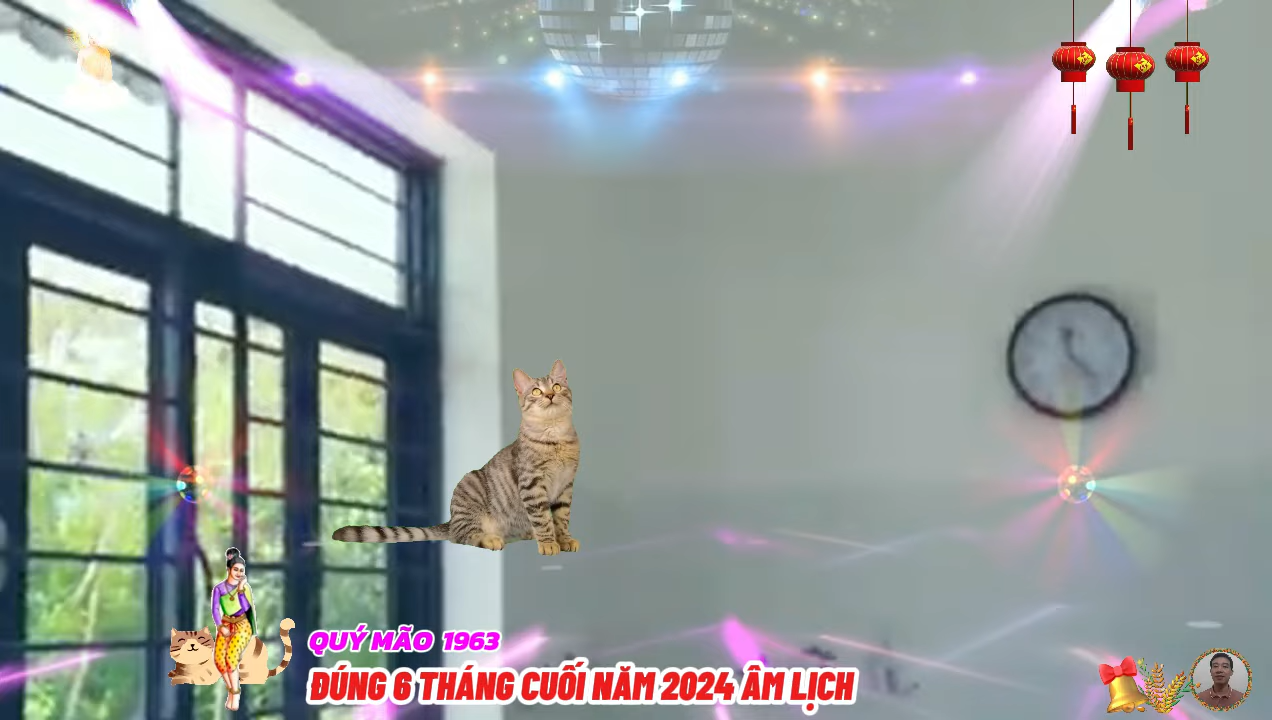 QUÝ MÃO 1963
ĐÚNG 6 THÁNG CUỐI NĂM 2024 ÂM LỊCH